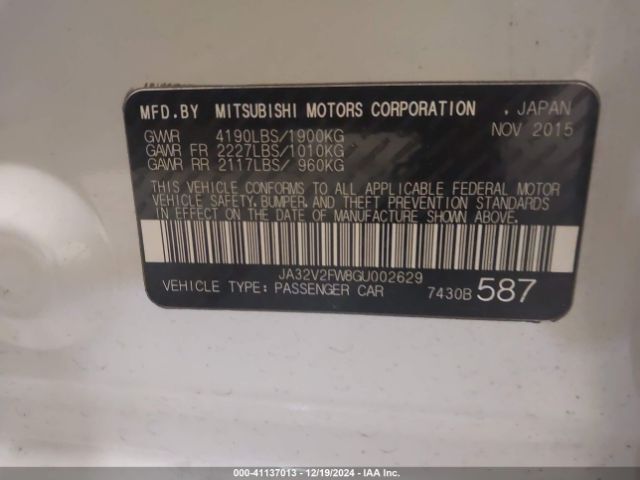 MFD.BY MITSUBISHI MOTORS CORPORATION . JAPAN
GVWR 4190LBS/1900KG NOV 2015
GAWR FR 2227LBS/1010KG
GAWR RR 2117LBS/ 960KG
THIS VEHICLE CONFORMS TO ALL APPLICABLE FEDERAL MOTOR
VEHICLE SAFETY, BUMPER, AND THEFT PREVENTION STANDARDS
IN EFFECT ON THE DATE OF MANUFACTURE SHOWN ABOVE.
JA32V2FW8GU002629
VEHICLE TYPE: PASSENGER CAR 7430B 587
000-41137013 - 12/19/2024 - IAA Inc.